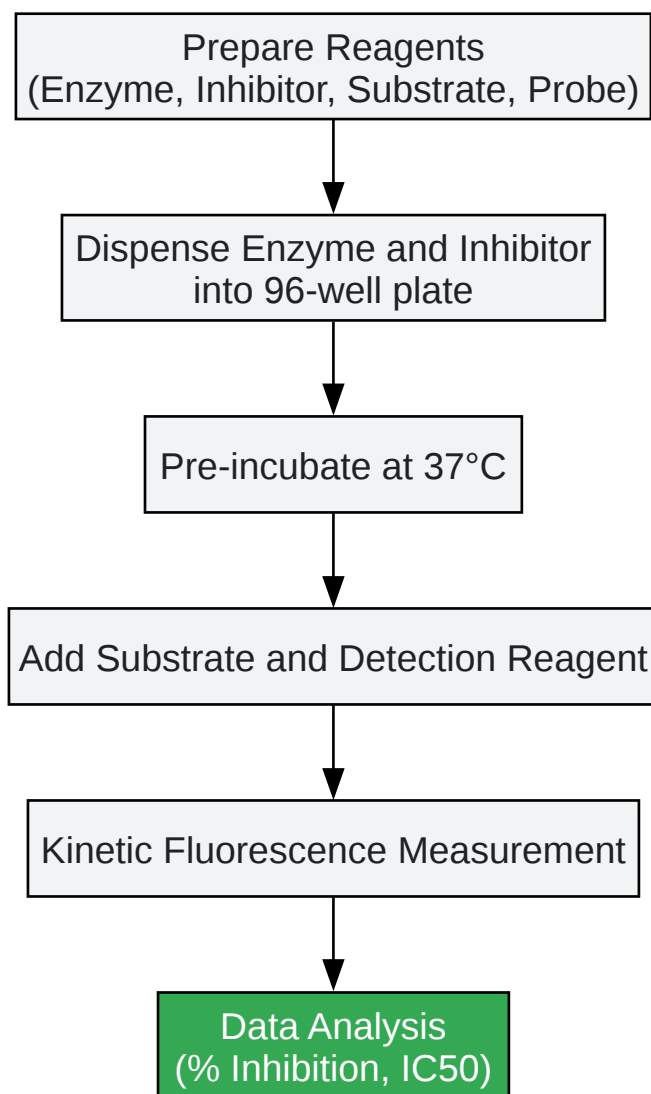 Prepare Reagents
(Enzyme, Inhibitor, Substrate, Probe)
Dispense Enzyme and Inhibitor
into 96-well plate
Pre-incubate at 37°C
Add Substrate and Detection Reagent
Kinetic Fluorescence Measurement
Data Analysis
(% Inhibition, IC50)